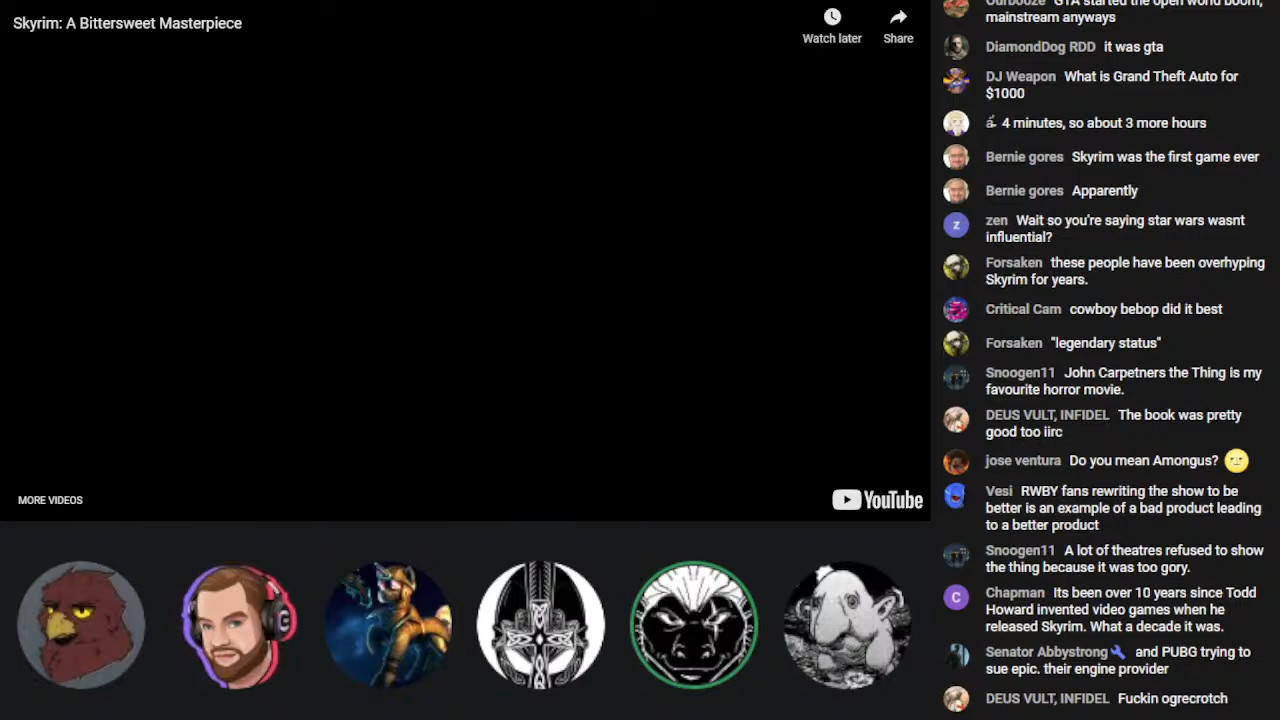 Skyrim: A Bittersweet Masterpiece
Watch later
Share
MORE VIDEOS
YouTube
GTA started the open world boom,
mainstream anyways
DiamondDog RDD it was gta
DJ Weapon What is Grand Theft Auto for
$1000
4 minutes, so about 3 more hours
Bernie gores Skyrim was the first game ever
Bernie gores Apparently
z
zen Wait so you're saying star wars wasnt
influential?
Forsaken these people have been overhyping
Skyrim for years.
Critical Cam cowboy bebop did it best
Forsaken "legendary status"
Snoogen11 John Carpetners the Thing is my
favourite horror movie.
DEUS VULT, INFIDEL The book was pretty
good too iirc
jose ventura Do you mean Amongus?
Vesi RWBY fans rewriting the show to be
better is an example of a bad product leading
to a better product
Snoogen11 A lot of theatres refused to show
the thing because it was too gory.
C
Chapman Its been over 10 years since Todd
Howard invented video games when he
released Skyrim. What a decade it was.
Senator Abbystrong and PUBG trying to
sue epic. their engine provider
DEUS VULT, INFIDEL Fuckin ogrecrotch